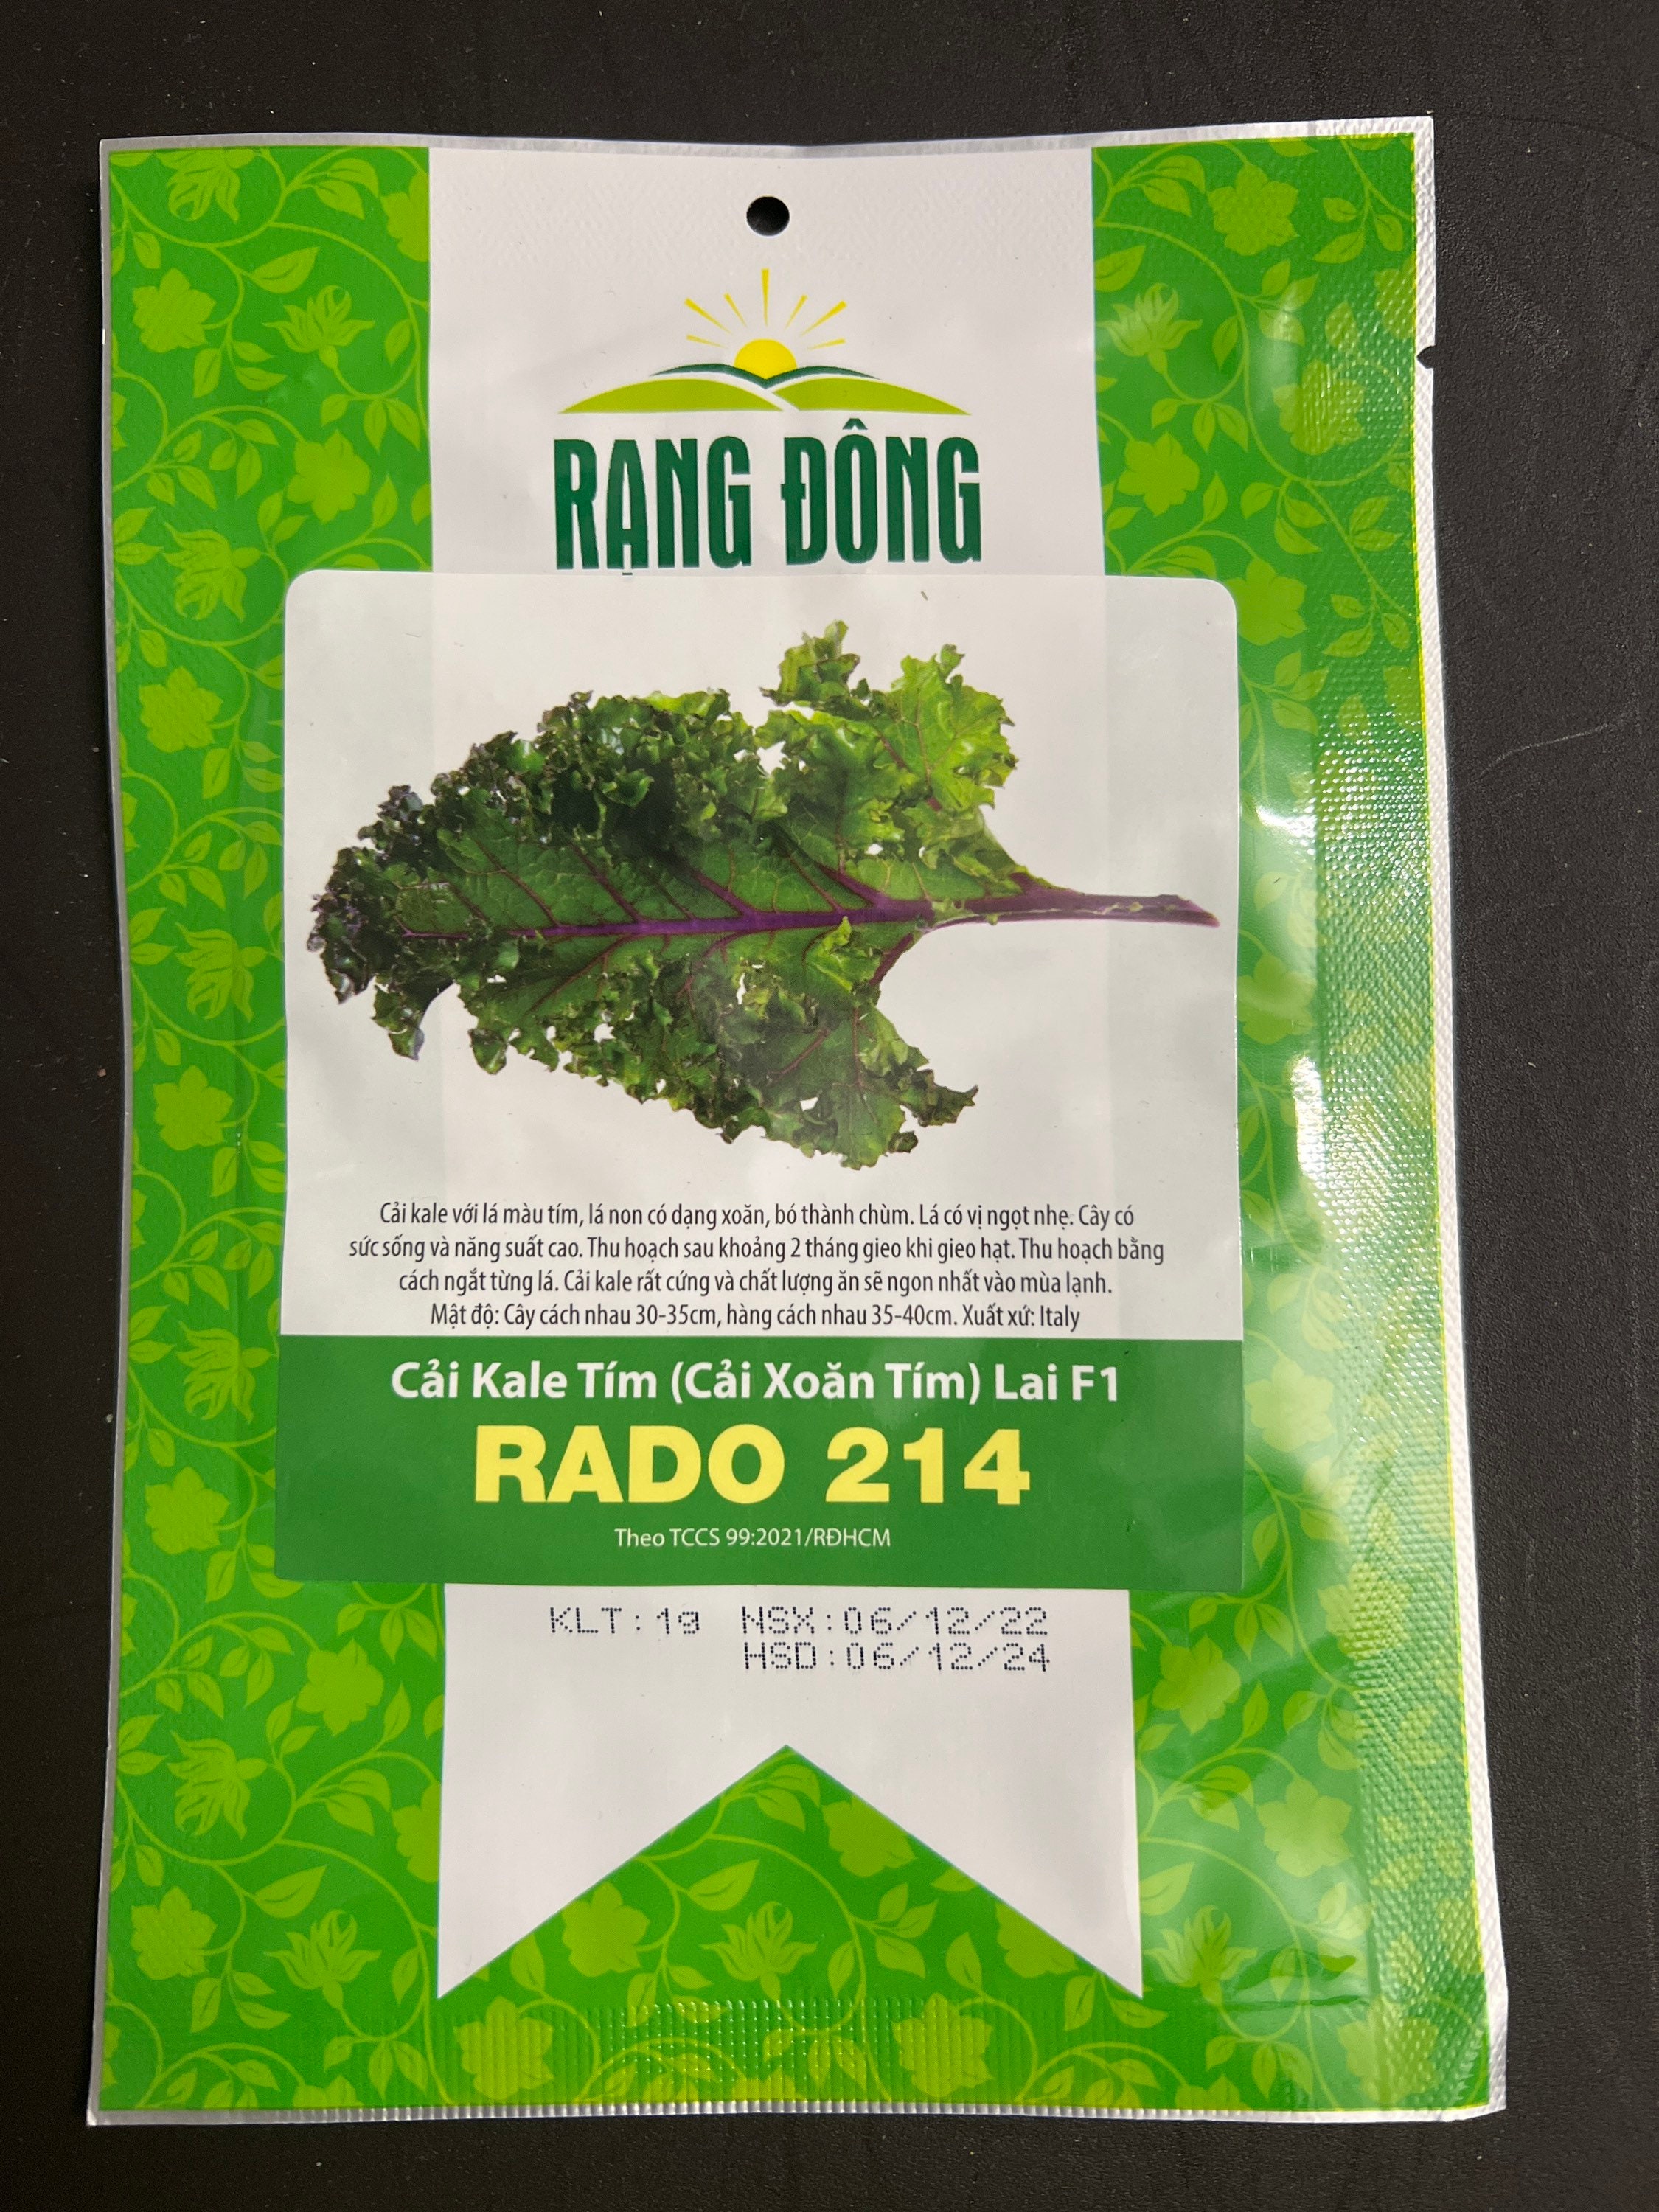 RẠNG ĐÔNG
Cải kale với lá màu tím, lá non có dạng xoăn, bó thành chùm. Lá có vị ngọt nhẹ. Cây có
sức sống và năng suất cao. Thu hoạch sau khoảng 2 tháng gieo khi gieo hạt. Thu hoạch bằng
cách ngắt từng lá. Cải kale rất cứng và chất lượng ăn sẽ ngon nhất vào mùa lạnh.
Mật độ: Cây cách nhau 30-35cm, hàng cách nhau 35-40cm. Xuất xứ: Italy
Cải Kale Tím (Cải Xoăn Tím) Lai F1
RADO 214
Theo TCCS 99:2021/RĐHCM
KLT:1g NSX:06/12/22
HSD:06/12/24